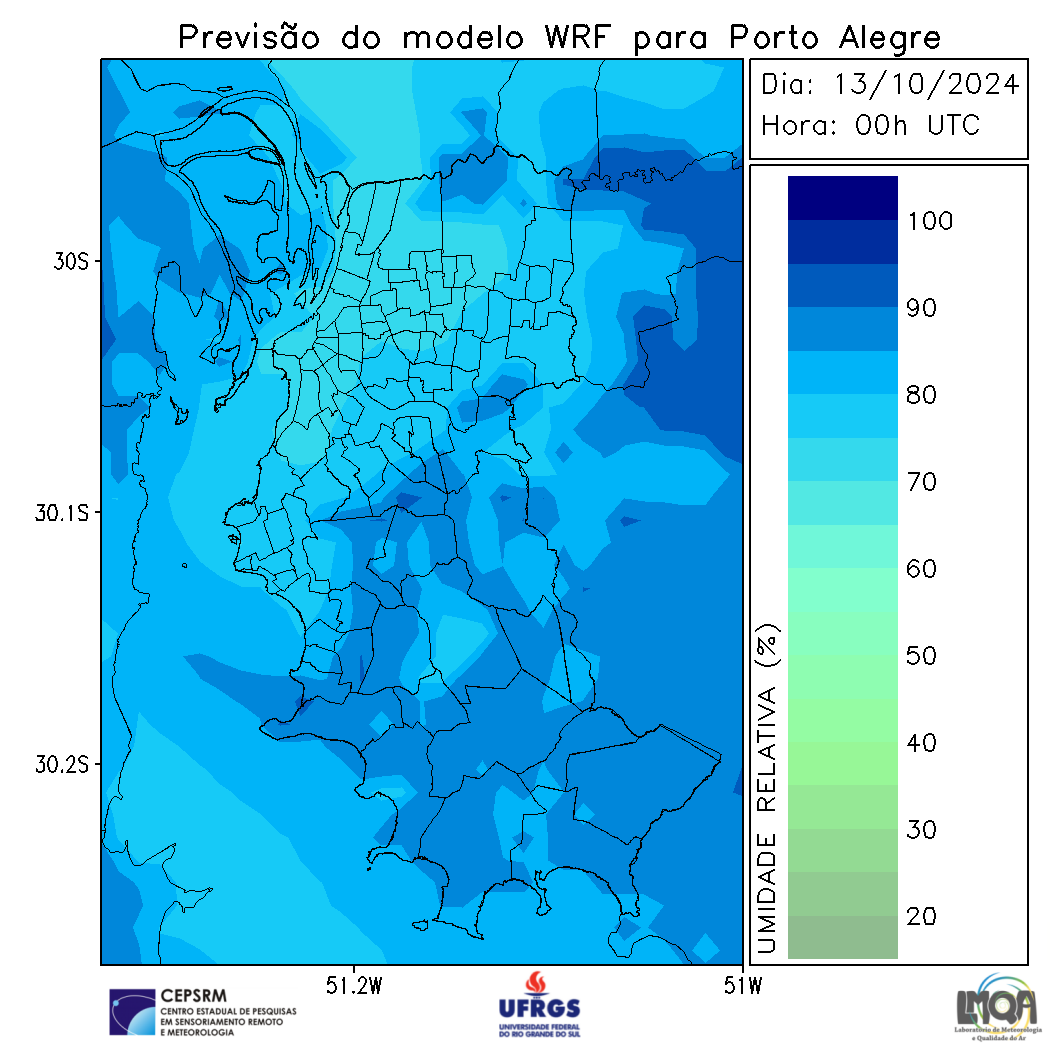 Previsão do modelo WRF para Porto Alegre
Dia: 13/10/2024
Hora: 00h UTC
30S
30.1S
30.2S
51.2W
51W
UMIDADE RELATIVA (%)
100
90
80
70
60
50
40
30
20
CEPSRM
CENTRO ESTADUAL DE PESQUISAS
EM SENSORIAMENTO REMOTO
E METEOROLOGIA
UFRGS
UNIVERSIDADE FEDERAL
DO RIO GRANDE DO SUL
LMQA
Laboratório de Meteorologia
e Qualidade do Ar